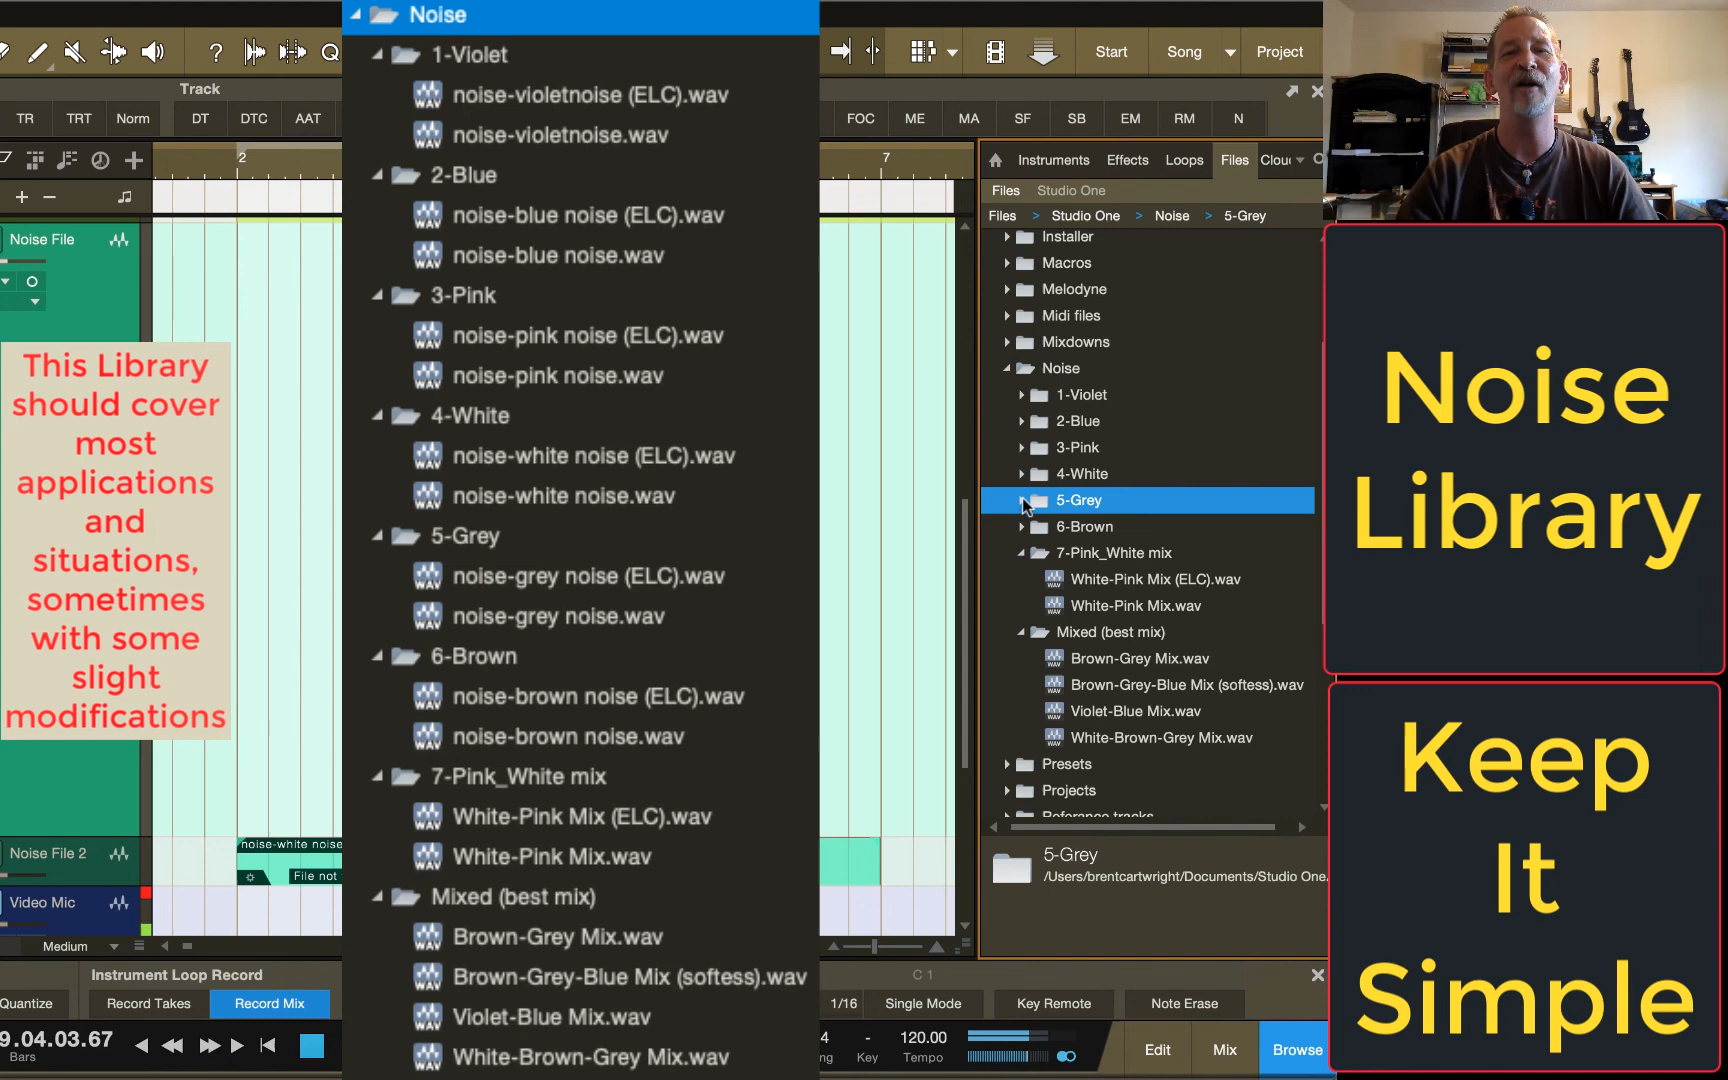 Noise
1-Violet
noise-violetnoise (ELC).wav
noise-violetnoise.wav
2-Blue
noise-blue noise (ELC).wav
noise-blue noise.wav
3-Pink
noise-pink noise (ELC).wav
noise-pink noise.wav
4-White
noise-white noise (ELC).wav
noise-white noise.wav
5-Grey
noise-grey noise (ELC).wav
noise-grey noise.wav
6-Brown
noise-brown noise (ELC).wav
noise-brown noise.wav
7-Pink_White mix
White-Pink Mix (ELC).wav
White-Pink Mix.wav
Mixed (best mix)
Brown-Grey Mix.wav
Brown-Grey-Blue Mix (softess).wav
Violet-Blue Mix.wav
White-Brown-Grey Mix.wav
?
Q
Start
Song
Project
Track
TR
TRT
Norm
DT
DTC
AAT
FOC
ME
MA
SF
SB
EM
RM
N
2
7
Noise File
This Library
should cover
most
applications
and
situations,
sometimes
with some
slight
modifications
Noise File 2
noise-white noise
File not
Video Mic
Medium
Instruments
Effects
Loops
Files
Clou
Files
Studio One
Files > Studio One > Noise > 5-Grey
Installer
Macros
Melodyne
Midi files
Mixdowns
Noise
1-Violet
2-Blue
3-Pink
4-White
5-Grey
6-Brown
7-Pink_White mix
White-Pink Mix (ELC).wav
White-Pink Mix.wav
Mixed (best mix)
Brown-Grey Mix.wav
Brown-Grey-Blue Mix (softess).wav
Violet-Blue Mix.wav
White-Brown-Grey Mix.wav
Presets
Projects
Reference tracks
5-Grey
/Users/brentcartwright/Documents/Studio One/
Noise
Library
Keep
It
Simple
Instrument Loop Record
C 1
Quantize
Record Takes
Record Mix
1/16
Single Mode
Key Remote
Note Erase
9.04.03.67
Bars
4
ng
-
Key
120.00
Tempo
Edit
Mix
Browse